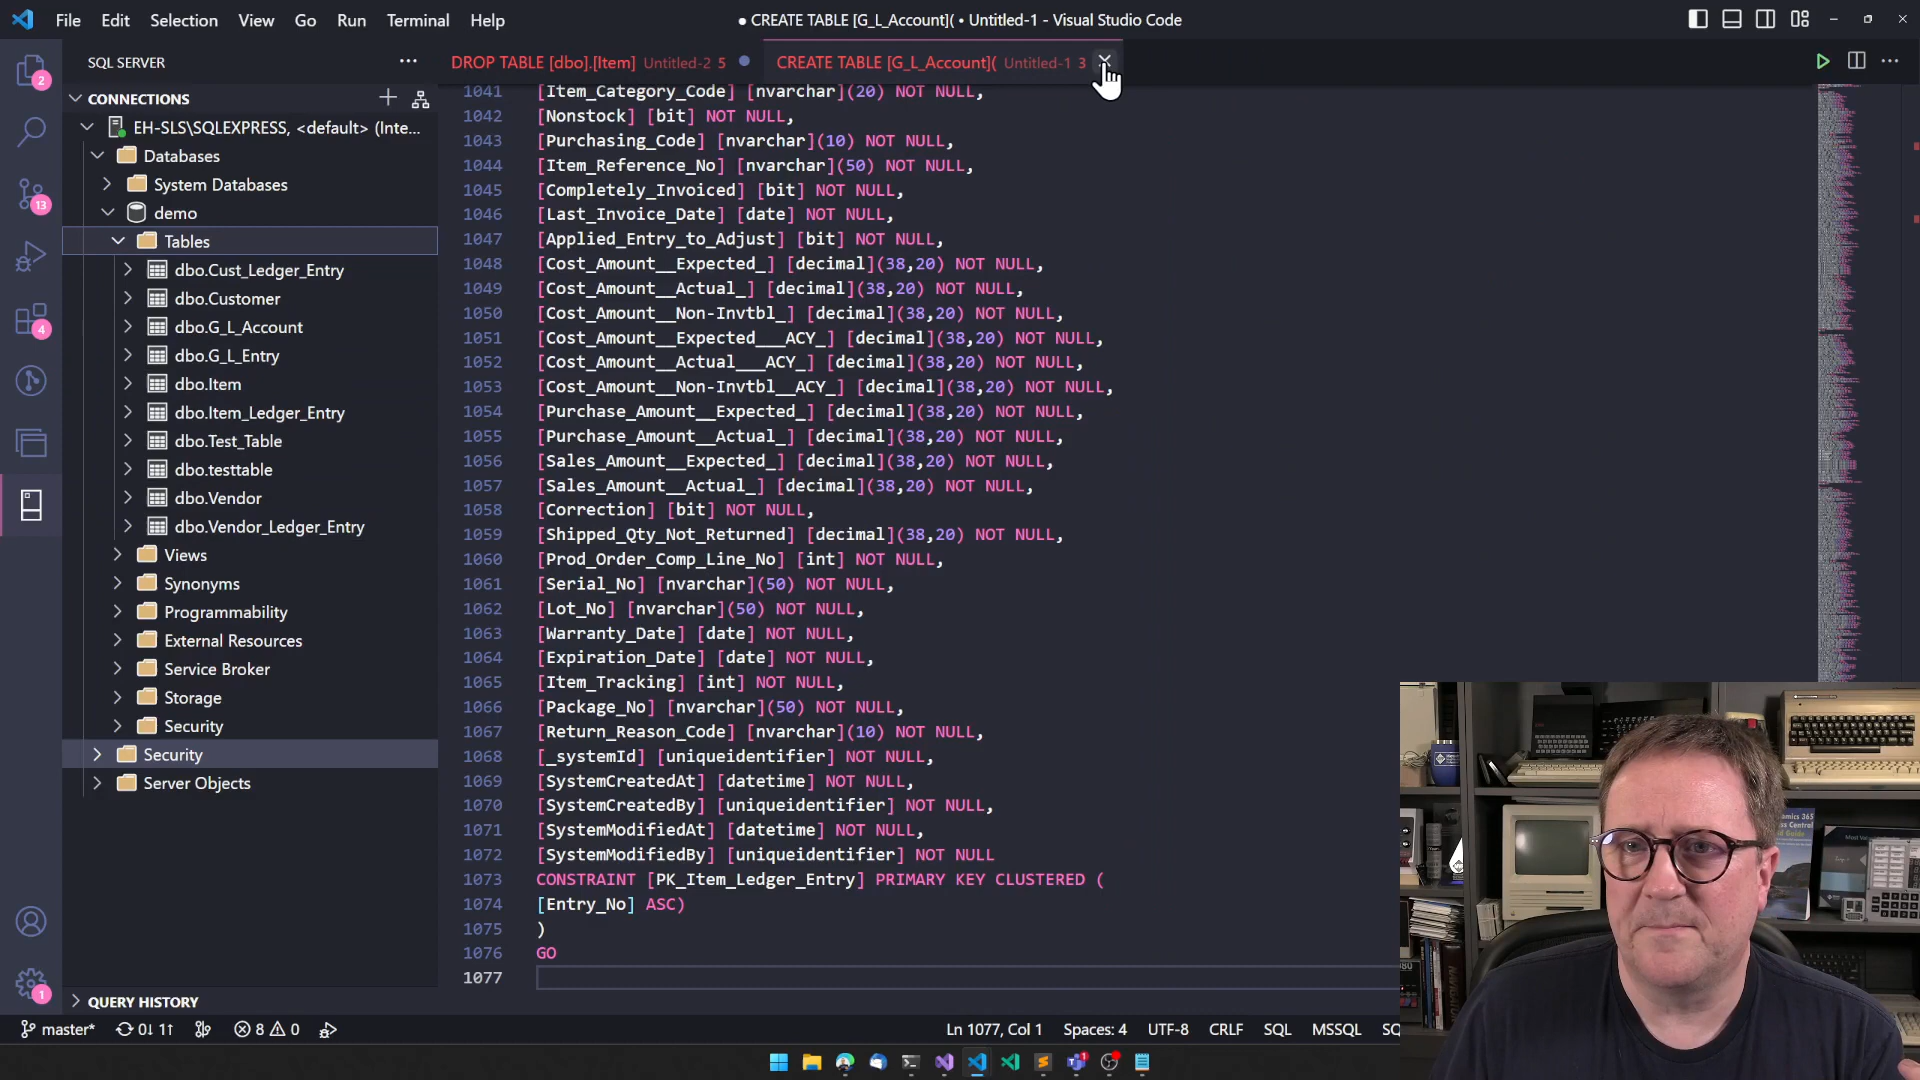 File Edit Selection View Go Run Terminal Help
● CREATE TABLE [G_L_Account]( • Untitled-1 - Visual Studio Code
SQL SERVER
DROP TABLE [dbo].[Item] Untitled-2 5
CREATE TABLE [G_L_Account]( Untitled-1 3
CONNECTIONS
EH-SLS\SQLEXPRESS, <default> (Inte...
Databases
System Databases
demo
Tables
dbo.Cust_Ledger_Entry
dbo.Customer
dbo.G_L_Account
dbo.G_L_Entry
dbo.Item
dbo.Item_Ledger_Entry
dbo.Test_Table
dbo.testtable
dbo.Vendor
dbo.Vendor_Ledger_Entry
Views
Synonyms
Programmability
External Resources
Service Broker
Storage
Security
Security
Server Objects
QUERY HISTORY
2
13
4
1
1041 [Item_Category_Code] [nvarchar](20) NOT NULL,
1042 [Nonstock] [bit] NOT NULL,
1043 [Purchasing_Code] [nvarchar](10) NOT NULL,
1044 [Item_Reference_No] [nvarchar](50) NOT NULL,
1045 [Completely_Invoiced] [bit] NOT NULL,
1046 [Last_Invoice_Date] [date] NOT NULL,
1047 [Applied_Entry_to_Adjust] [bit] NOT NULL,
1048 [Cost_Amount__Expected_] [decimal](38,20) NOT NULL,
1049 [Cost_Amount__Actual_] [decimal](38,20) NOT NULL,
1050 [Cost_Amount__Non-Invtbl_] [decimal](38,20) NOT NULL,
1051 [Cost_Amount__Expected___ACY_] [decimal](38,20) NOT NULL,
1052 [Cost_Amount__Actual___ACY_] [decimal](38,20) NOT NULL,
1053 [Cost_Amount__Non-Invtbl__ACY_] [decimal](38,20) NOT NULL,
1054 [Purchase_Amount__Expected_] [decimal](38,20) NOT NULL,
1055 [Purchase_Amount__Actual_] [decimal](38,20) NOT NULL,
1056 [Sales_Amount__Expected_] [decimal](38,20) NOT NULL,
1057 [Sales_Amount__Actual_] [decimal](38,20) NOT NULL,
1058 [Correction] [bit] NOT NULL,
1059 [Shipped_Qty_Not_Returned] [decimal](38,20) NOT NULL,
1060 [Prod_Order_Comp_Line_No] [int] NOT NULL,
1061 [Serial_No] [nvarchar](50) NOT NULL,
1062 [Lot_No] [nvarchar](50) NOT NULL,
1063 [Warranty_Date] [date] NOT NULL,
1064 [Expiration_Date] [date] NOT NULL,
1065 [Item_Tracking] [int] NOT NULL,
1066 [Package_No] [nvarchar](50) NOT NULL,
1067 [Return_Reason_Code] [nvarchar](10) NOT NULL,
1068 [_systemId] [uniqueidentifier] NOT NULL,
1069 [SystemCreatedAt] [datetime] NOT NULL,
1070 [SystemCreatedBy] [uniqueidentifier] NOT NULL,
1071 [SystemModifiedAt] [datetime] NOT NULL,
1072 [SystemModifiedBy] [uniqueidentifier] NOT NULL
1073 CONSTRAINT [PK_Item_Ledger_Entry] PRIMARY KEY CLUSTERED (
1074 [Entry_No] ASC)
1075 )
1076 GO
1077
master* 0↓ 1↑ 8 0
Ln 1077, Col 1 Spaces: 4 UTF-8 CRLF SQL MSSQL SQ